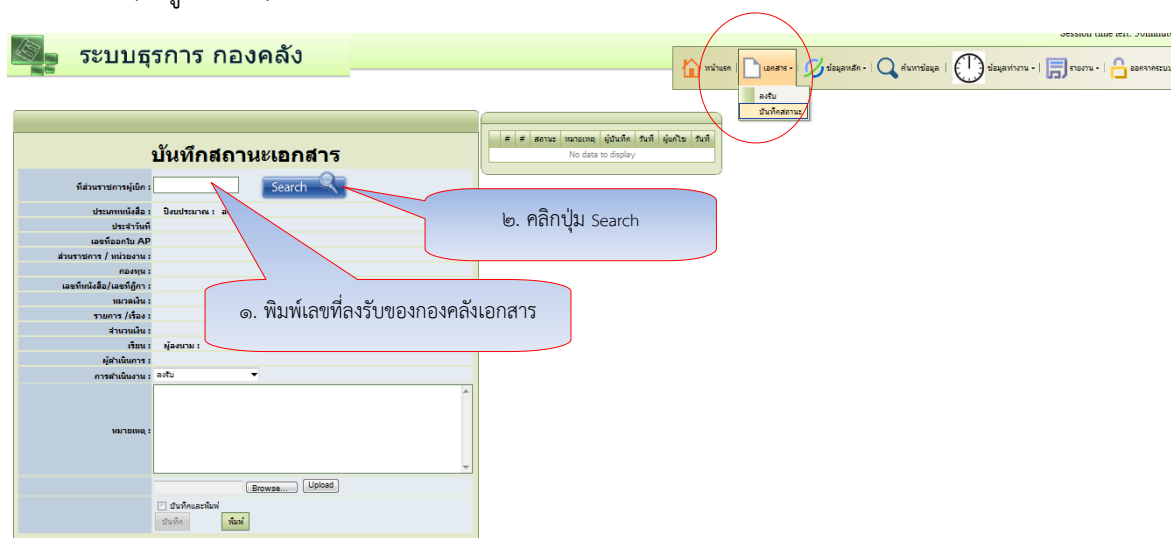 Session time left: 30minute
ระบบธุรการ กองคลัง
หน้าแรก | เอกสาร - | ข้อมูลหลัก - | ค้นหาข้อมูล | ข้อมูลทำงาน - | รายงาน - | ออกจากระบบ
ลงรับ
บันทึกสถานะ
# # สถานะ หมายเหตุ ผู้บันทึก วันที่ ผู้แก้ไข วันที่
No data to display
บันทึกสถานะเอกสาร
ที่ส่วนราชการผู้เบิก :
Search
ประเภทหนังสือ : ปีงบประมาณ :
ประจำวันที่
เลขที่ออกใบ AP
ส่วนราชการ / หน่วยงาน :
กองทุน :
เลขที่หนังสือ/เลขที่ฎีกา :
หมวดเงิน :
รายการ /เรื่อง :
จำนวนเงิน :
เรียน : ผู้ลงนาม :
ผู้ดำเนินการ :
การดำเนินงาน : ลงรับ
หมายเหตุ :
Browse... Upload
บันทึกและพิมพ์
บันทึก พิมพ์
๒. คลิกปุ่ม Search
๑. พิมพ์เลขที่ลงรับของกองคลังเอกสาร